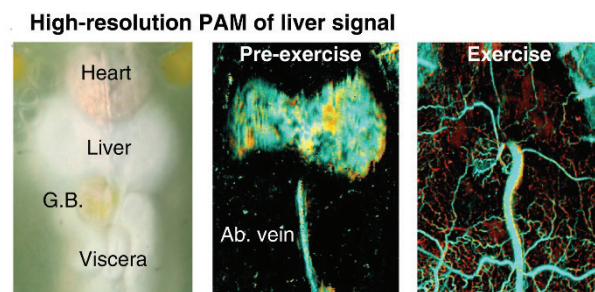 High-resolution PAM of liver signal
Heart
Liver
G.B.
Viscera
Pre-exercise
Ab. vein
Exercise